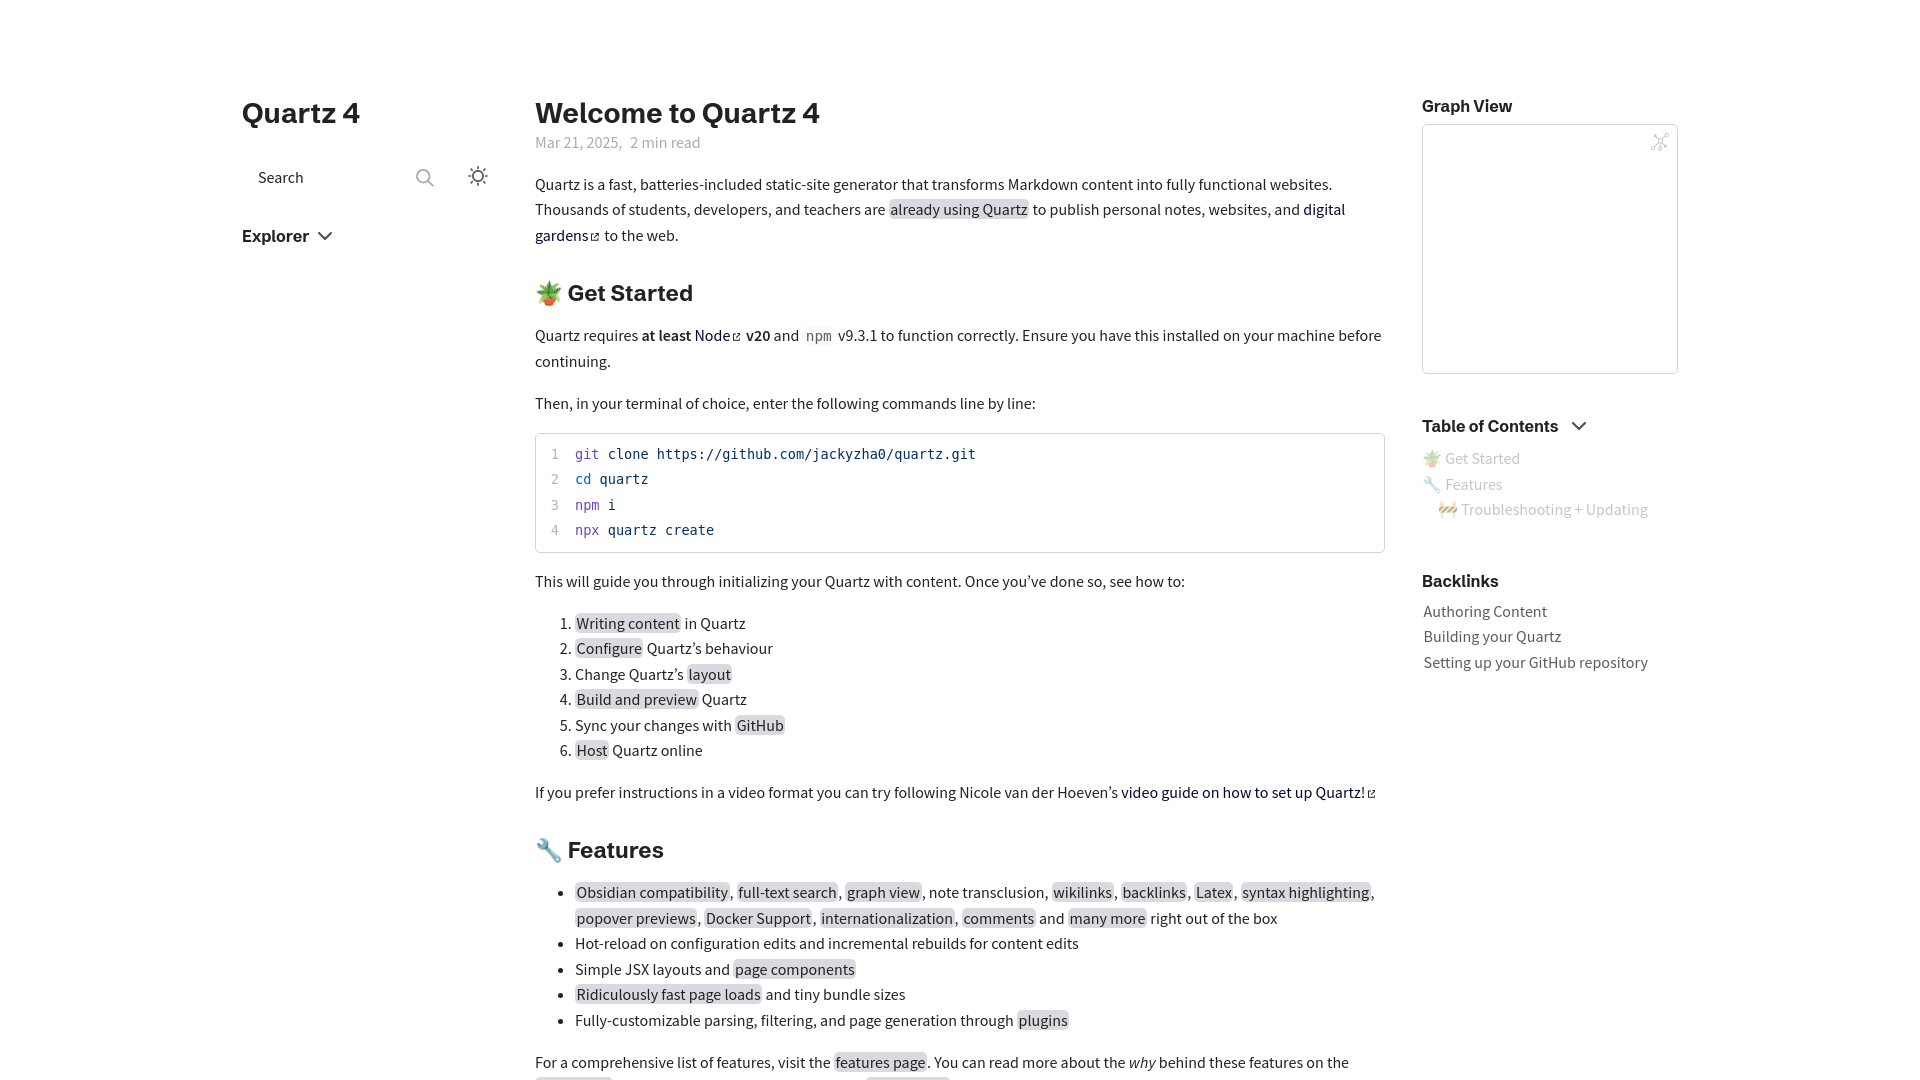 Quartz 4
Search
Explorer
Welcome to Quartz 4
Mar 21, 2025, 2 min read
Quartz is a fast, batteries-included static-site generator that transforms Markdown content into fully functional websites.
Thousands of students, developers, and teachers are already using Quartz to publish personal notes, websites, and digital
gardens to the web.
🪴 Get Started
Quartz requires at least Node v20 and npm v9.3.1 to function correctly. Ensure you have this installed on your machine before
continuing.
Then, in your terminal of choice, enter the following commands line by line:
1 git clone https://github.com/jackyzha0/quartz.git
2 cd quartz
3 npm i
4 npx quartz create
This will guide you through initializing your Quartz with content. Once you’ve done so, see how to:
1. Writing content in Quartz
2. Configure Quartz’s behaviour
3. Change Quartz’s layout
4. Build and preview Quartz
5. Sync your changes with GitHub
6. Host Quartz online
If you prefer instructions in a video format you can try following Nicole van der Hoeven’s video guide on how to set up Quartz!
🔧 Features
• Obsidian compatibility, full-text search, graph view, note transclusion, wikilinks, backlinks, Latex, syntax highlighting,
popover previews, Docker Support, internationalization, comments and many more right out of the box
• Hot-reload on configuration edits and incremental rebuilds for content edits
• Simple JSX layouts and page components
• Ridiculously fast page loads and tiny bundle sizes
• Fully-customizable parsing, filtering, and page generation through plugins
For a comprehensive list of features, visit the features page. You can read more about the why behind these features on the
Graph View
Table of Contents
🪴 Get Started
🔧 Features
🚧 Troubleshooting + Updating
Backlinks
Authoring Content
Building your Quartz
Setting up your GitHub repository